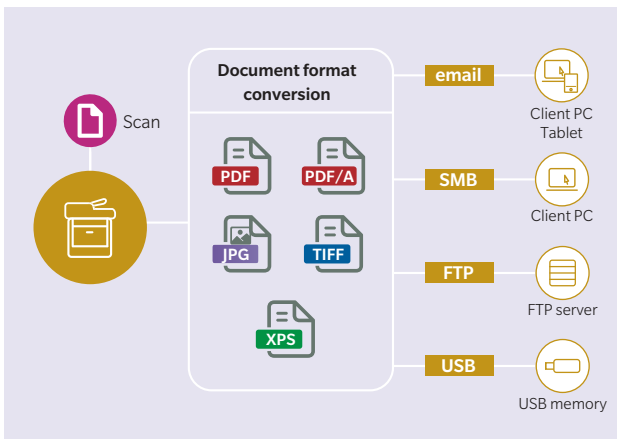 Scan
Document format
conversion
PDF
PDF/A
JPG
TIFF
XPS
email
Client PC
Tablet
SMB
Client PC
FTP
FTP server
USB
USB memory